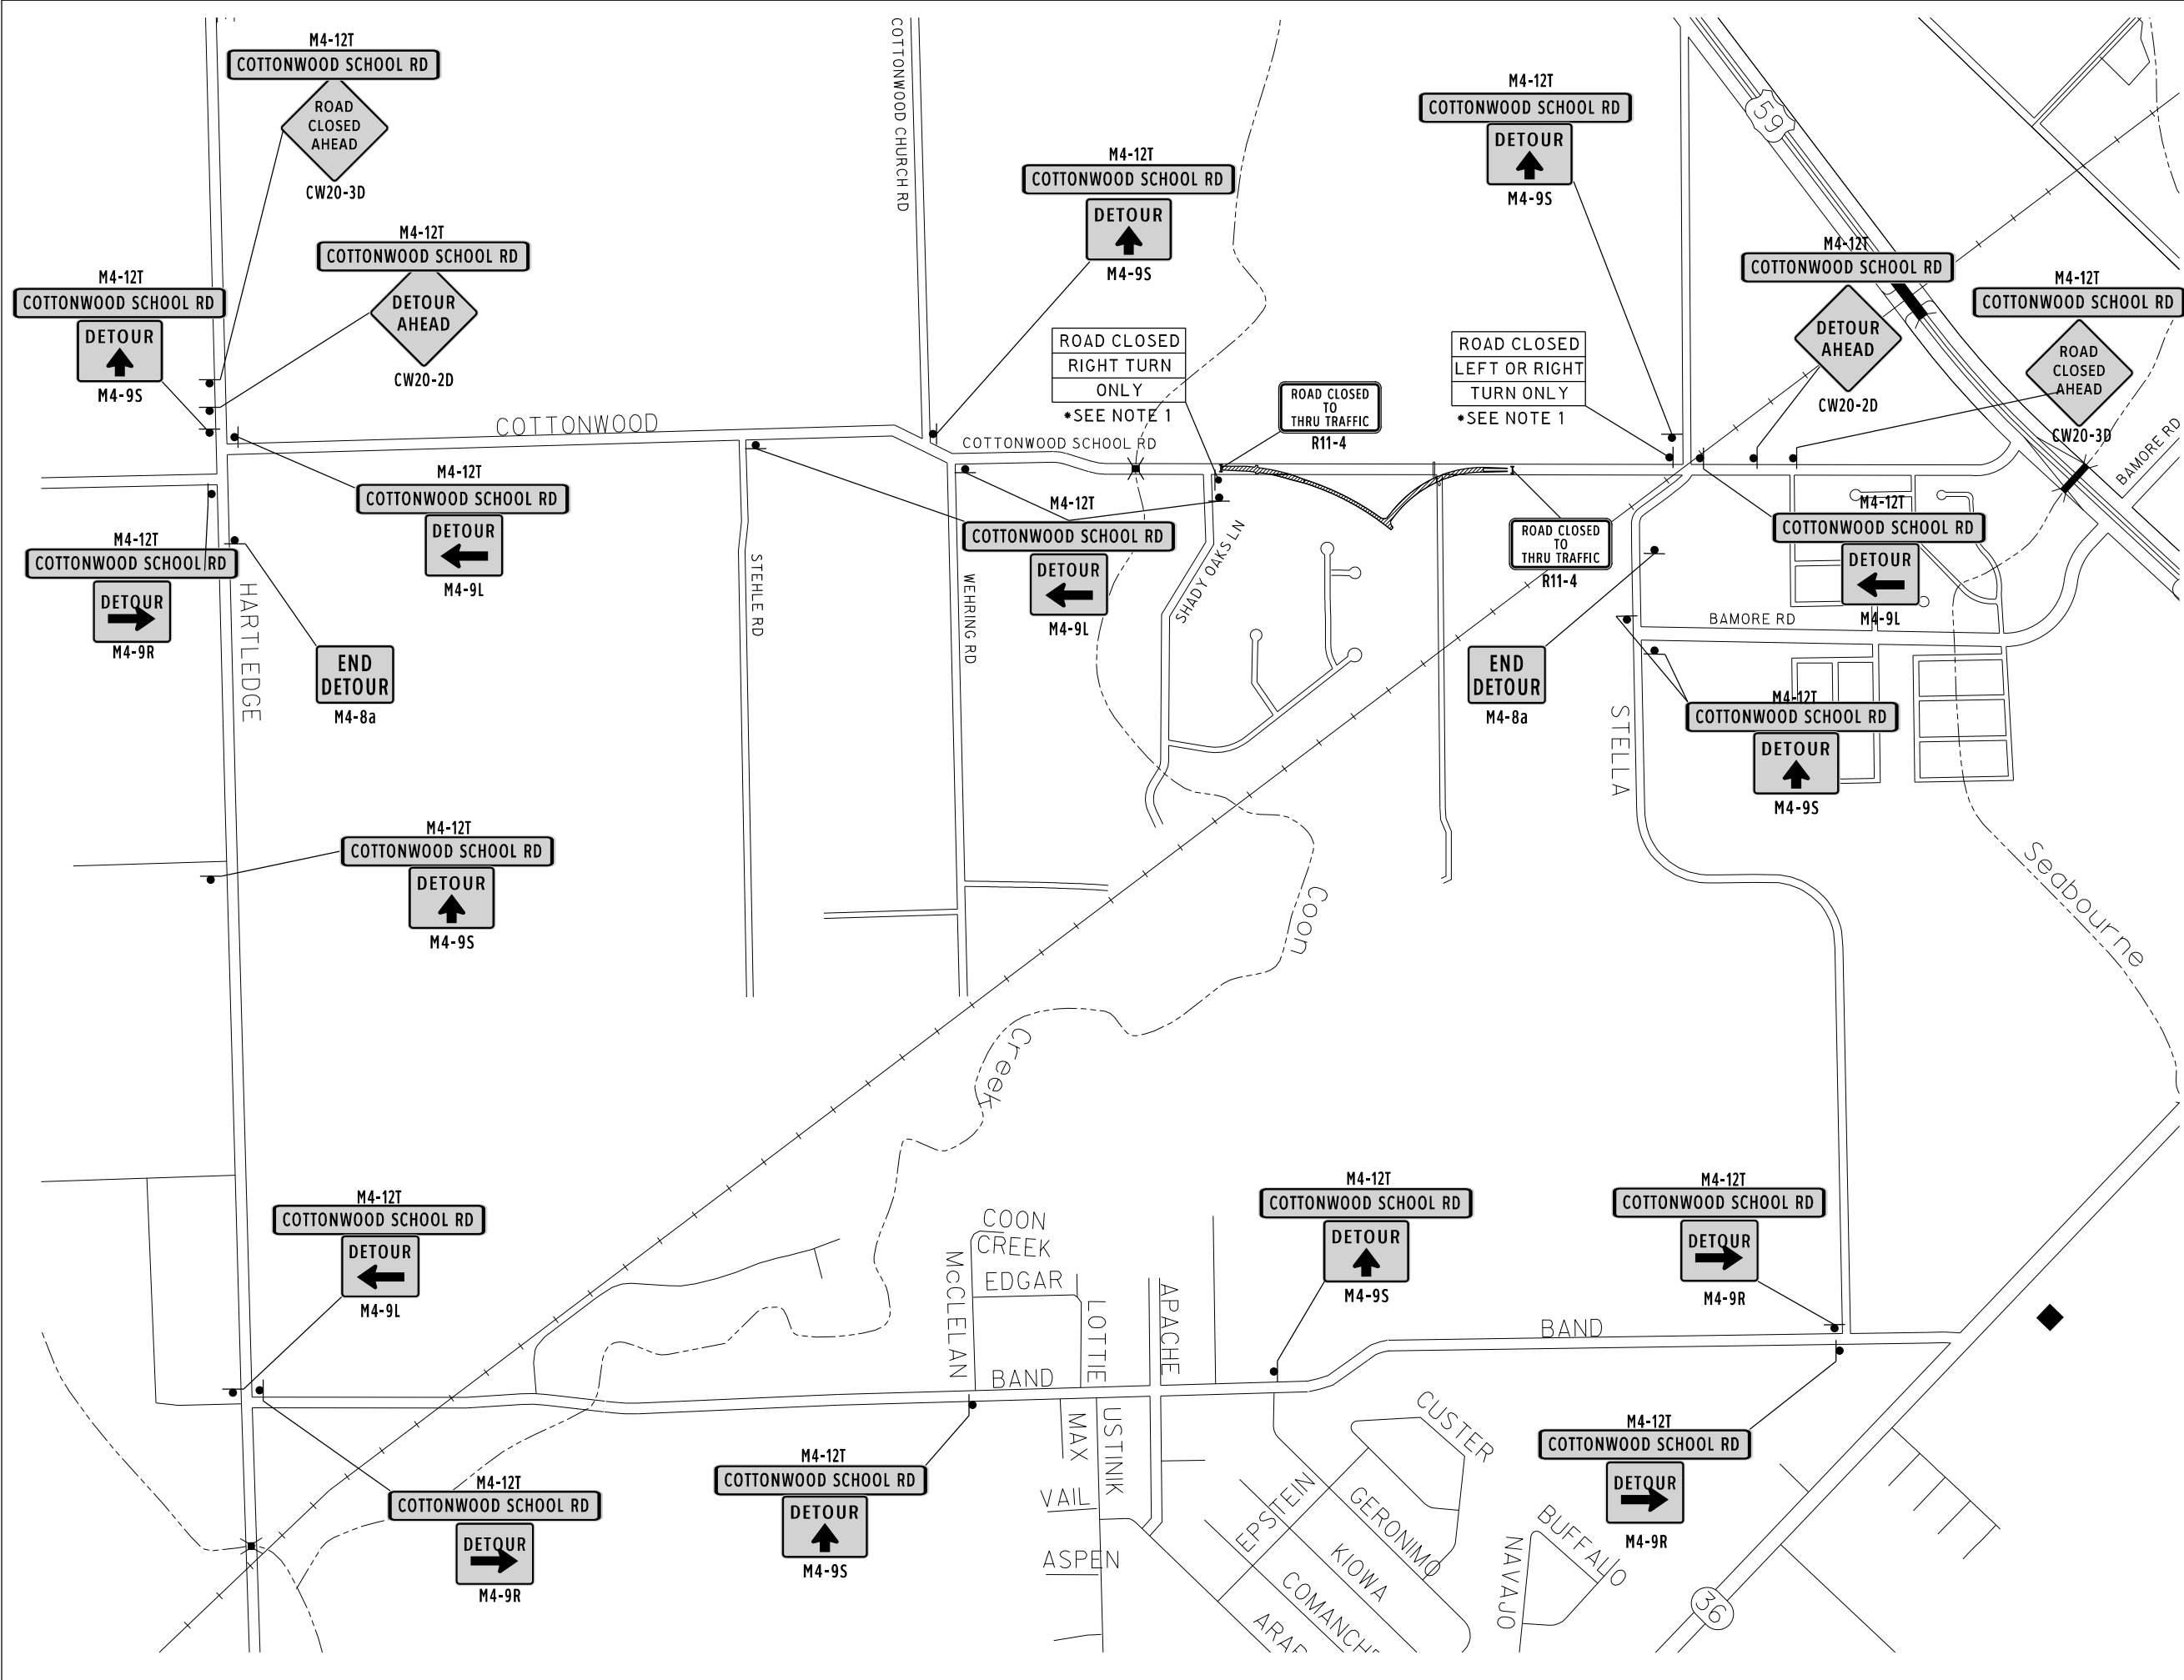 M4-12T
COTTONWOOD SCHOOL RD
ROAD
CLOSED
AHEAD
CW20-3D
M4-12T
COTTONWOOD SCHOOL RD
DETOUR
AHEAD
CW20-2D
M4-12T
COTTONWOOD SCHOOL RD
DETOUR
M4-9S
COTTONWOOD CHURCH RD
M4-12T
COTTONWOOD SCHOOL RD
DETOUR
M4-9S
M4-12T
COTTONWOOD SCHOOL RD
DETOUR
M4-9S
59
M4-12T
COTTONWOOD SCHOOL RD
DETOUR
AHEAD
CW20-2D
M4-12T
COTTONWOOD SCHOOL RD
ROAD
CLOSED
AHEAD
CW20-3D
BAMORE RD
ROAD CLOSED
RIGHT TURN
ONLY
*SEE NOTE 1
ROAD CLOSED
TO
THRU TRAFFIC
R11-4
ROAD CLOSED
LEFT OR RIGHT
TURN ONLY
*SEE NOTE 1
COTTONWOOD
COTTONWOOD SCHOOL RD
M4-12T
COTTONWOOD SCHOOL RD
DETOUR
M4-9L
M4-12T
COTTONWOOD SCHOOL RD
DETOUR
M4-9R
HARTLEDGE
END
DETOUR
M4-8a
STEHLE RD
WEHRING RD
M4-12T
COTTONWOOD SCHOOL RD
DETOUR
M4-9L
SHADY OAKS LN
ROAD CLOSED
TO
THRU TRAFFIC
R11-4
M4-12T
COTTONWOOD SCHOOL RD
DETOUR
M4-9L
BAMORE RD
END
DETOUR
M4-8a
STELLA
M4-12T
COTTONWOOD SCHOOL RD
DETOUR
M4-9S
M4-12T
COTTONWOOD SCHOOL RD
DETOUR
M4-9S
Coon
Creek
Seabourne
M4-12T
COTTONWOOD SCHOOL RD
DETOUR
M4-9L
COON
CREEK
EDGAR
McCLELAN
LOTTIE
APACHE
BAND
M4-12T
COTTONWOOD SCHOOL RD
DETOUR
M4-9S
M4-12T
COTTONWOOD SCHOOL RD
DETOUR
M4-9R
BAND
M4-12T
COTTONWOOD SCHOOL RD
DETOUR
M4-9R
M4-12T
COTTONWOOD SCHOOL RD
DETOUR
M4-9S
MAX
USTINIK
VAIL
ASPEN
EPSTEIN
CUSTER
GERONIMO
KIOWA
COMANCH
NAVAJO
BUFFALO
M4-12T
COTTONWOOD SCHOOL RD
DETOUR
M4-9R
36